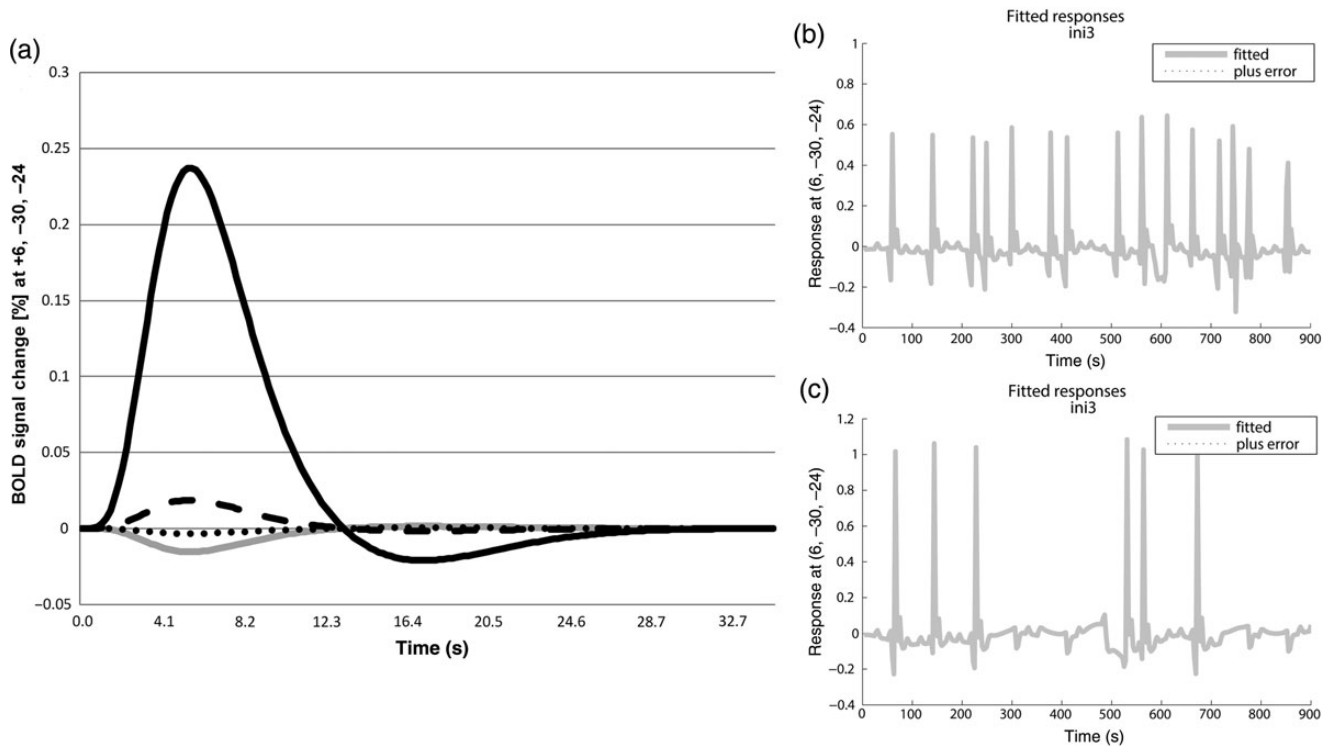 (a)
BOLD signal change [%] at +6, −30, −24
0.3
0.25
0.2
0.15
0.1
0.05
0
−0.05
0.0 4.1 8.2 12.3 16.4 20.5 24.6 28.7 32.7
Time (s)
(b)
Fitted responses
ini3
fitted
plus error
Response at (6, −30, −24)
1
0.8
0.6
0.4
0.2
0
−0.2
−0.4
0 100 200 300 400 500 600 700 800 900
Time (s)
(c)
Fitted responses
ini3
fitted
plus error
Response at (6, −30, −24)
1.2
1
0.8
0.6
0.4
0.2
0
−0.2
−0.4
0 100 200 300 400 500 600 700 800 900
Time (s)